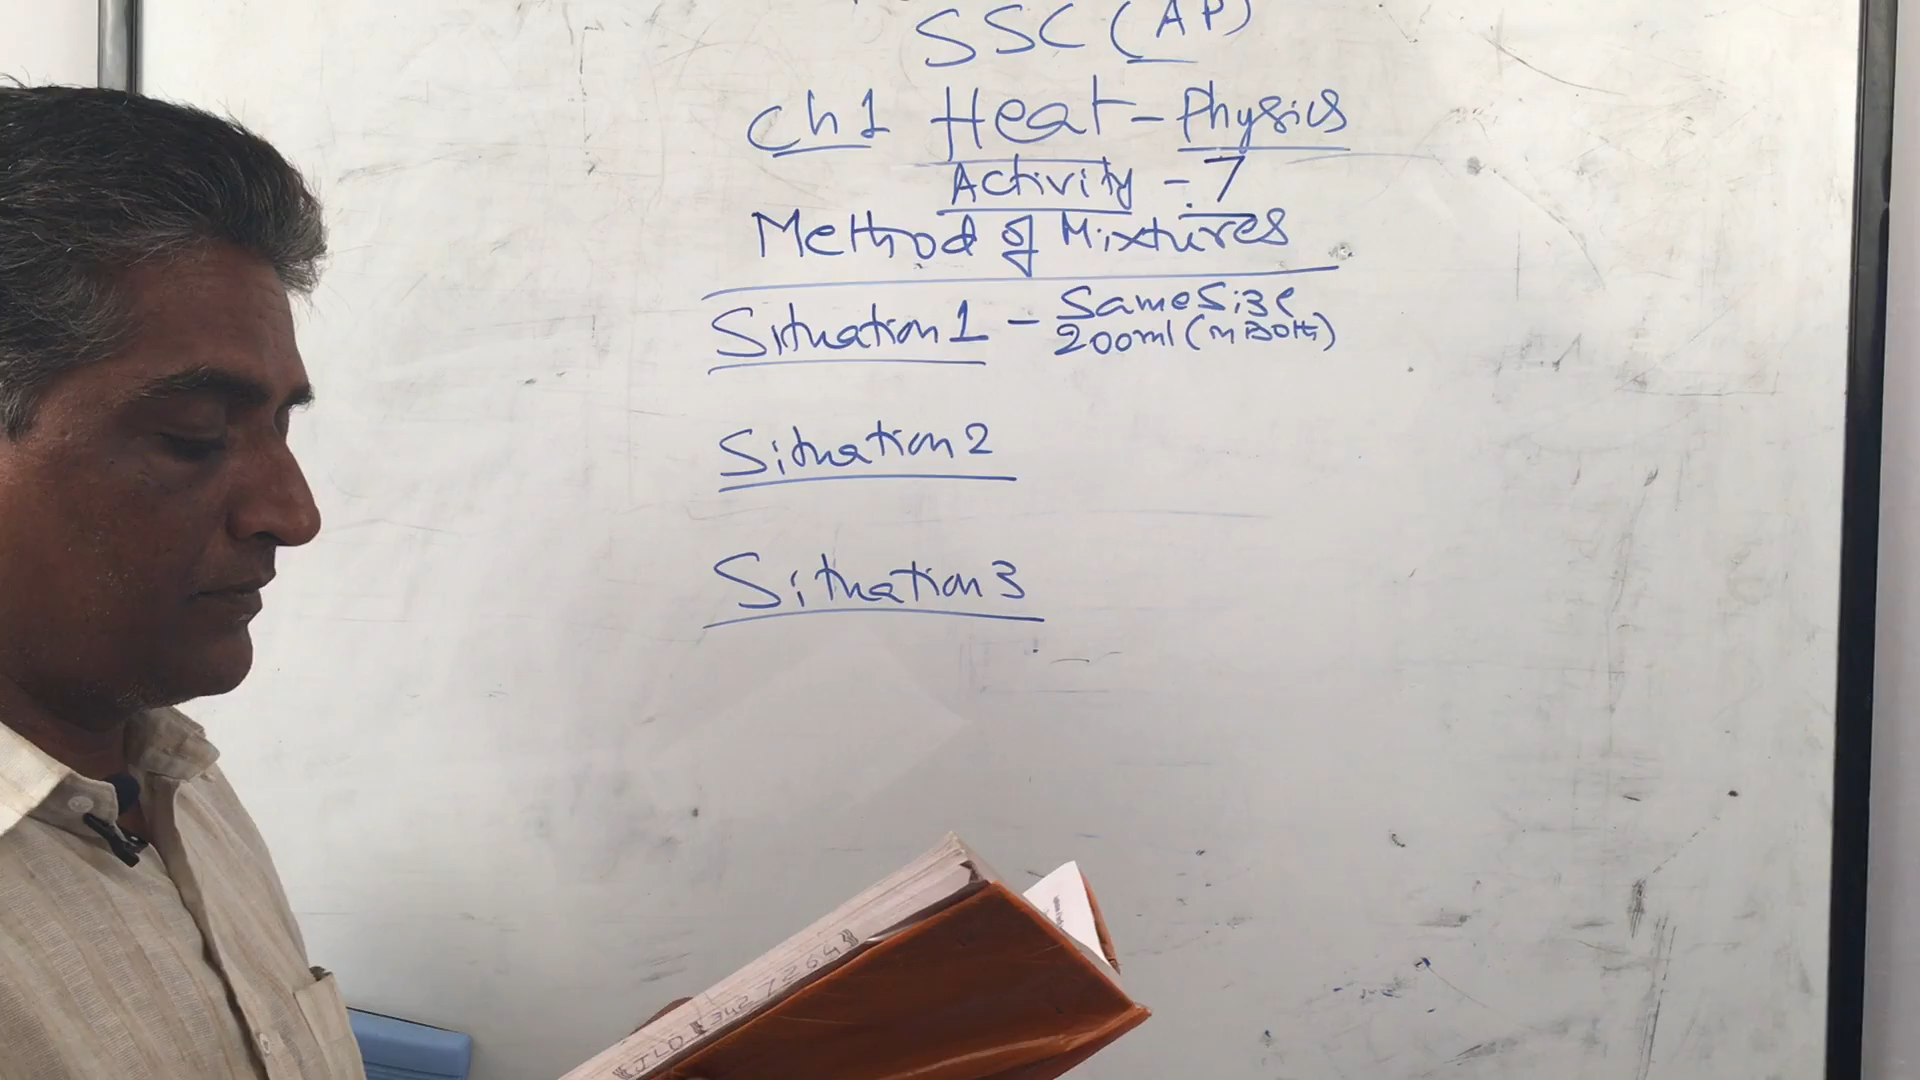 SSC (AP)
Ch 1 Heat - Physics
Activity - 7
Method of Mixtures
Situation 1 - Same Size
200ml (in Both)
Situation 2
Situation 3